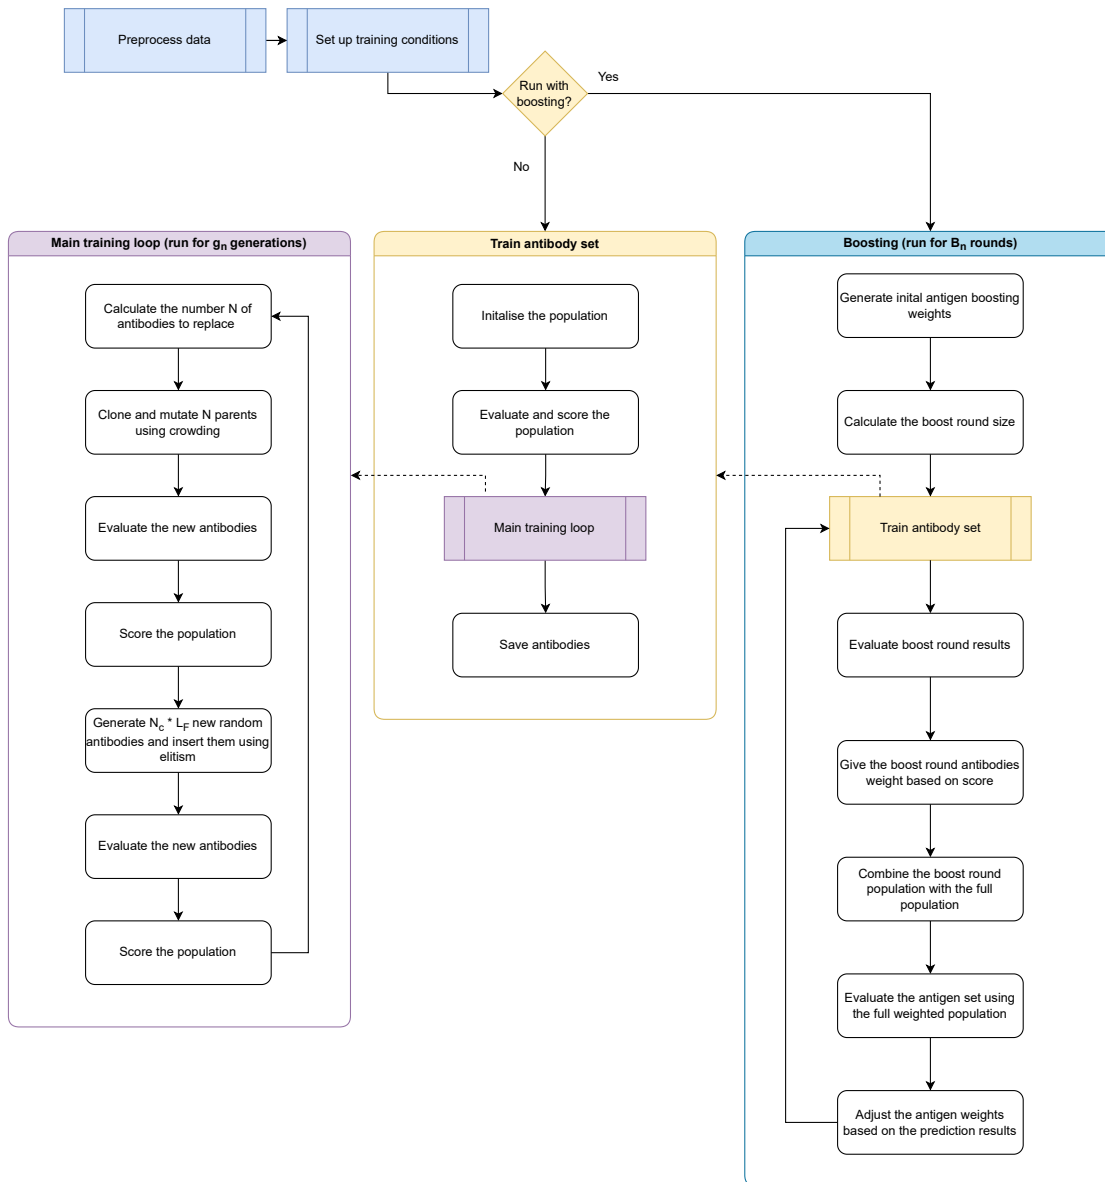 Preprocess data
Set up training conditions
Run with
boosting?
Yes
No
Main training loop (run for gn generations)
Calculate the number N of
antibodies to replace
Clone and mutate N parents
using crowding
Evaluate the new antibodies
Score the population
Generate Nc * LF new random
antibodies and insert them using
elitism
Evaluate the new antibodies
Score the population
Train antibody set
Initalise the population
Evaluate and score the
population
Main training loop
Save antibodies
Boosting (run for Bn rounds)
Generate inital antigen boosting
weights
Calculate the boost round size
Train antibody set
Evaluate boost round results
Give the boost round antibodies
weight based on score
Combine the boost round
population with the full
population
Evaluate the antigen set using
the full weighted population
Adjust the antigen weights
based on the prediction results